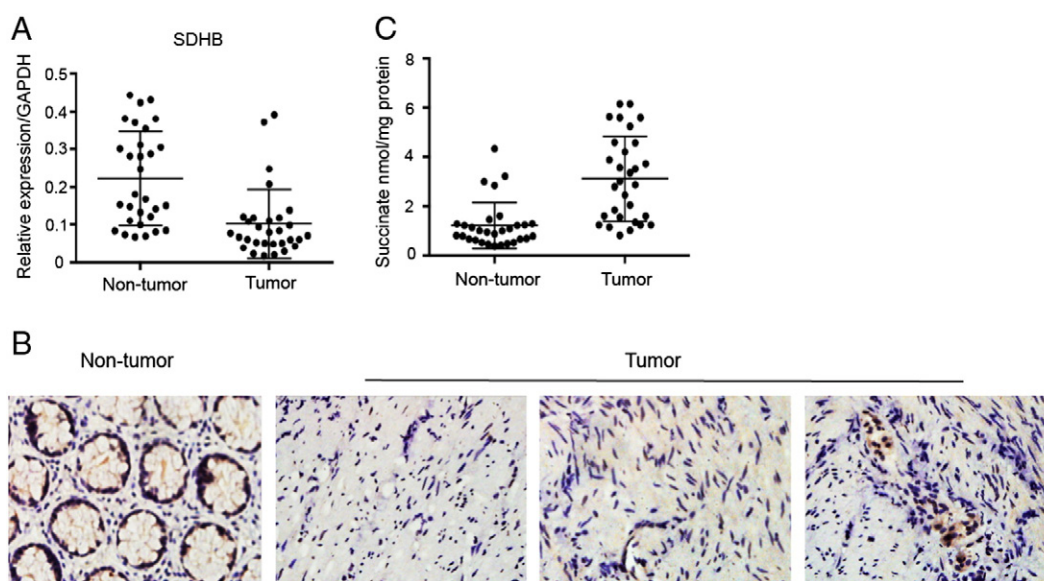 A
SDHB
Relative expression/GAPDH
0.5
0.4
0.3
0.2
0.1
0
Non-tumor
Tumor
C
Succinate nmol/mg protein
8
6
4
2
0
Non-tumor
Tumor
B
Non-tumor
Tumor